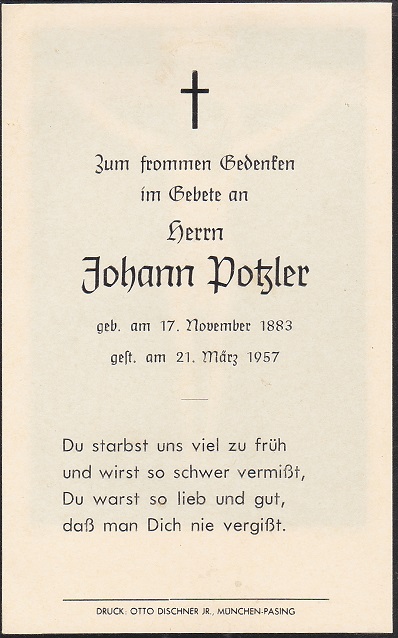 Zum frommen Gedenken
im Gebete an
Herrn
Johann Potzler
geb. am 17. November 1883
gest. am 21. März 1957
Du starbst uns viel zu früh
und wirst so schwer vermißt,
Du warst so lieb und gut,
daß man Dich nie vergißt.
DRUCK: OTTO DISCHNER JR., MÜNCHEN-PASING